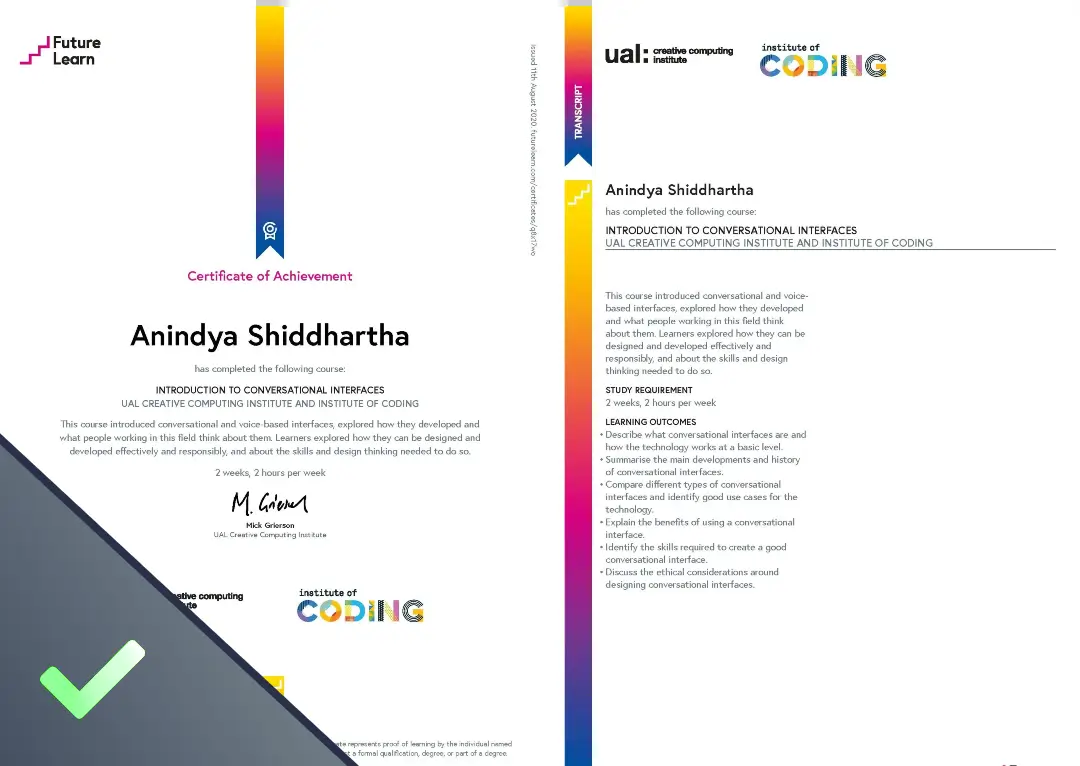 Future
Learn
Certificate of Achievement
Anindya Shiddhartha
has completed the following course:
INTRODUCTION TO CONVERSATIONAL INTERFACES
UAL CREATIVE COMPUTING INSTITUTE AND INSTITUTE OF CODING
This course introduced conversational and voice-based interfaces, explored how they developed and
what people working in this field think about them. Learners explored how they can be designed and
developed effectively and responsibly, and about the skills and design thinking needed to do so.
2 weeks, 2 hours per week
M. Grierson
Mick Grierson
UAL Creative Computing Institute
computing
institute of
CODING
represents proof of learning by the individual named
a formal qualification, degree, or part of a degree.
Issued 11th August 2020.
TRANSCRIPT
ual: creative computing
institute
institute of
CODING
Anindya Shiddhartha
has completed the following course:
INTRODUCTION TO CONVERSATIONAL INTERFACES
UAL CREATIVE COMPUTING INSTITUTE AND INSTITUTE OF CODING
This course introduced conversational and voice-
based interfaces, explored how they developed
and what people working in this field think
about them. Learners explored how they can be
designed and developed effectively and
responsibly, and about the skills and design
thinking needed to do so.
STUDY REQUIREMENT
2 weeks, 2 hours per week
LEARNING OUTCOMES
• Describe what conversational interfaces are and
how the technology works at a basic level.
• Summarise the main developments and history
of conversational interfaces.
• Compare different types of conversational
interfaces and identify good use cases for the
technology.
• Explain the benefits of using a conversational
interface.
• Identify the skills required to create a good
conversational interface.
• Discuss the ethical considerations around
designing conversational interfaces.